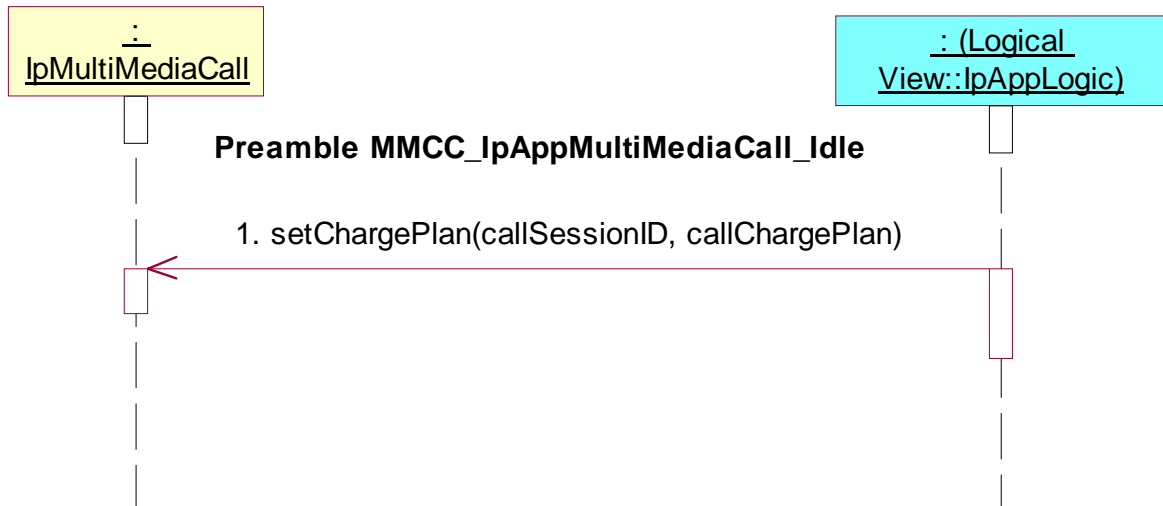 :
IpMultiMediaCall
: (Logical
View::IpAppLogic)
Preamble MMCC_IpAppMultiMediaCall_Idle
1. setChargePlan(callSessionID, callChargePlan)